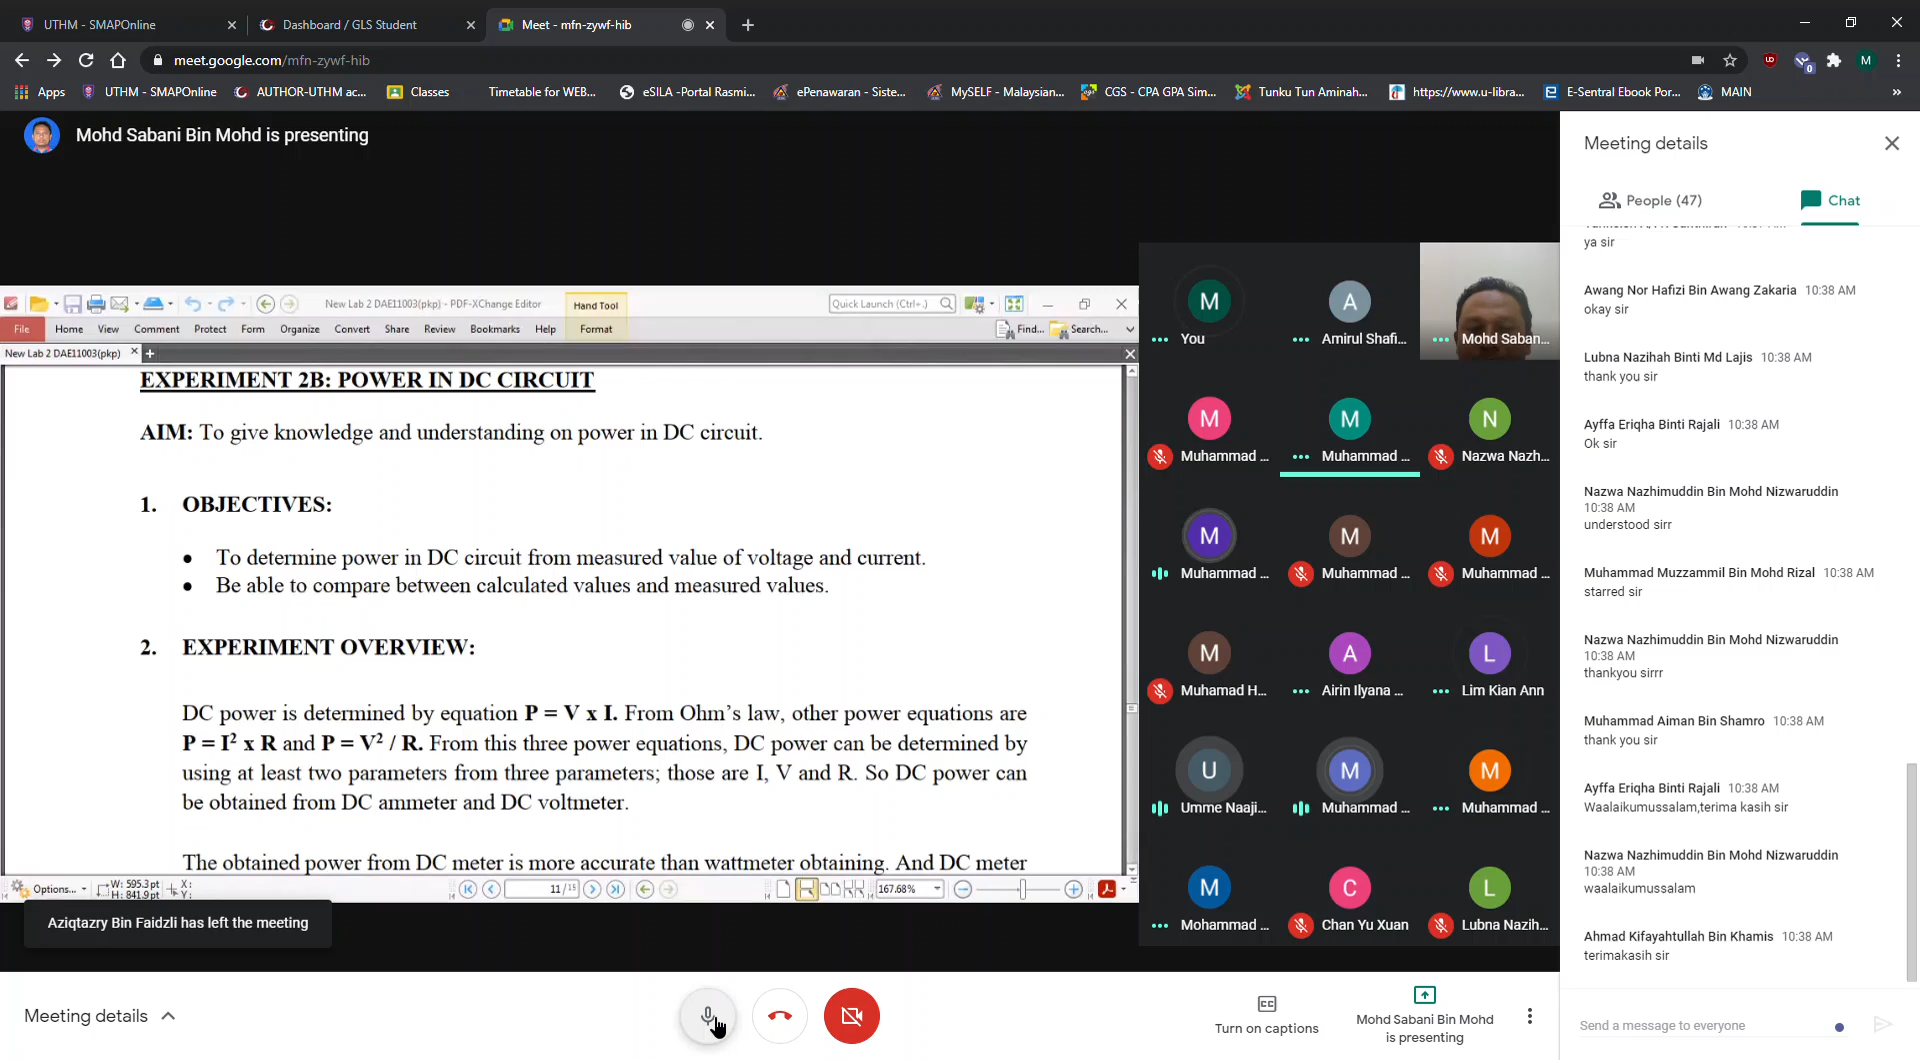 UTHM - SMAPOnline
Dashboard / GLS Student
Meet - mfn-zywf-hib
meet.google.com/mfn-zywf-hib
UD
0
M
Apps
UTHM - SMAPOnline
AUTHOR-UTHM ac...
Classes
Timetable for WEB...
eSILA -Portal Rasmi...
ePenawaran - Siste...
MySELF - Malaysian...
CGS - CPA GPA Sim...
Tunku Tun Aminah...
https://www.u-libra...
E-Sentral Ebook Por...
MAIN
»
Mohd Sabani Bin Mohd is presenting
New Lab 2 DAE11003(pkp) - PDF-XChange Editor
Hand Tool
Quick Launch (Ctrl+.)
File
Home
View
Comment
Protect
Form
Organize
Convert
Share
Review
Bookmarks
Help
Format
Find...
Search...
New Lab 2 DAE11003(pkp)
EXPERIMENT 2B: POWER IN DC CIRCUIT
AIM: To give knowledge and understanding on power in DC circuit.
1. OBJECTIVES:
• To determine power in DC circuit from measured value of voltage and current.
• Be able to compare between calculated values and measured values.
2. EXPERIMENT OVERVIEW:
DC power is determined by equation P = V x I. From Ohm's law, other power equations are
P = I² x R and P = V² / R. From this three power equations, DC power can be determined by
using at least two parameters from three parameters; those are I, V and R. So DC power can
be obtained from DC ammeter and DC voltmeter.
The obtained power from DC meter is more accurate than wattmeter obtaining. And DC meter
Options...
W: 595.3pt
H: 841.9pt
X:
Y:
11 / 15
167.68%
Aziqtazry Bin Faidzli has left the meeting
M
You
A
Amirul Shafi...
Mohd Saban...
M
Muhammad ...
M
Muhammad ...
N
Nazwa Nazh...
M
Muhammad ...
M
Muhammad ...
M
Muhammad ...
M
Muhamad H...
A
Airin Ilyana ...
L
Lim Kian Ann
U
Umme Naaji...
M
Muhammad ...
M
Muhammad ...
M
Mohammad ...
C
Chan Yu Xuan
L
Lubna Nazih...
Meeting details
People (47)
Chat
ya sir
Awang Nor Hafizi Bin Awang Zakaria 10:38 AM
okay sir
Lubna Nazihah Binti Md Lajis 10:38 AM
thank you sir
Ayffa Eriqha Binti Rajali 10:38 AM
Ok sir
Nazwa Nazhimuddin Bin Mohd Nizwaruddin
10:38 AM
understood sirr
Muhammad Muzzammil Bin Mohd Rizal 10:38 AM
starred sir
Nazwa Nazhimuddin Bin Mohd Nizwaruddin
10:38 AM
thankyou sirrr
Muhammad Aiman Bin Shamro 10:38 AM
thank you sir
Ayffa Eriqha Binti Rajali 10:38 AM
Waalaikumussalam,terima kasih sir
Nazwa Nazhimuddin Bin Mohd Nizwaruddin
10:38 AM
waalaikumussalam
Ahmad Kifayahtullah Bin Khamis 10:38 AM
terimakasih sir
Send a message to everyone
Meeting details
Turn on captions
Mohd Sabani Bin Mohd
is presenting